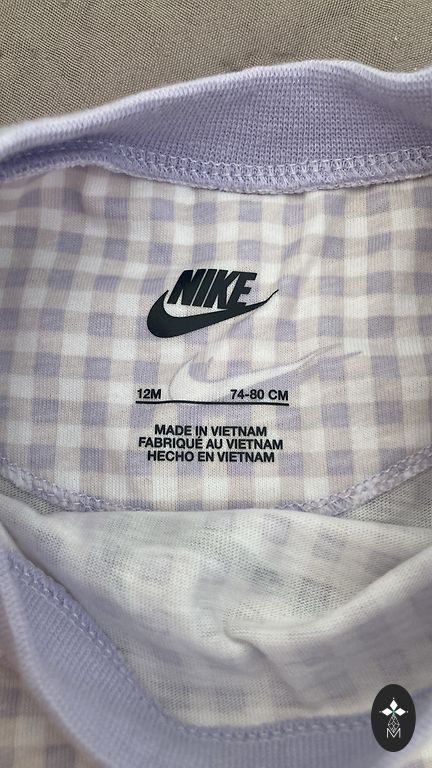 NIKE
12M 74-80 CM
MADE IN VIETNAM
FABRIQUÉ AU VIETNAM
HECHO EN VIETNAM
M